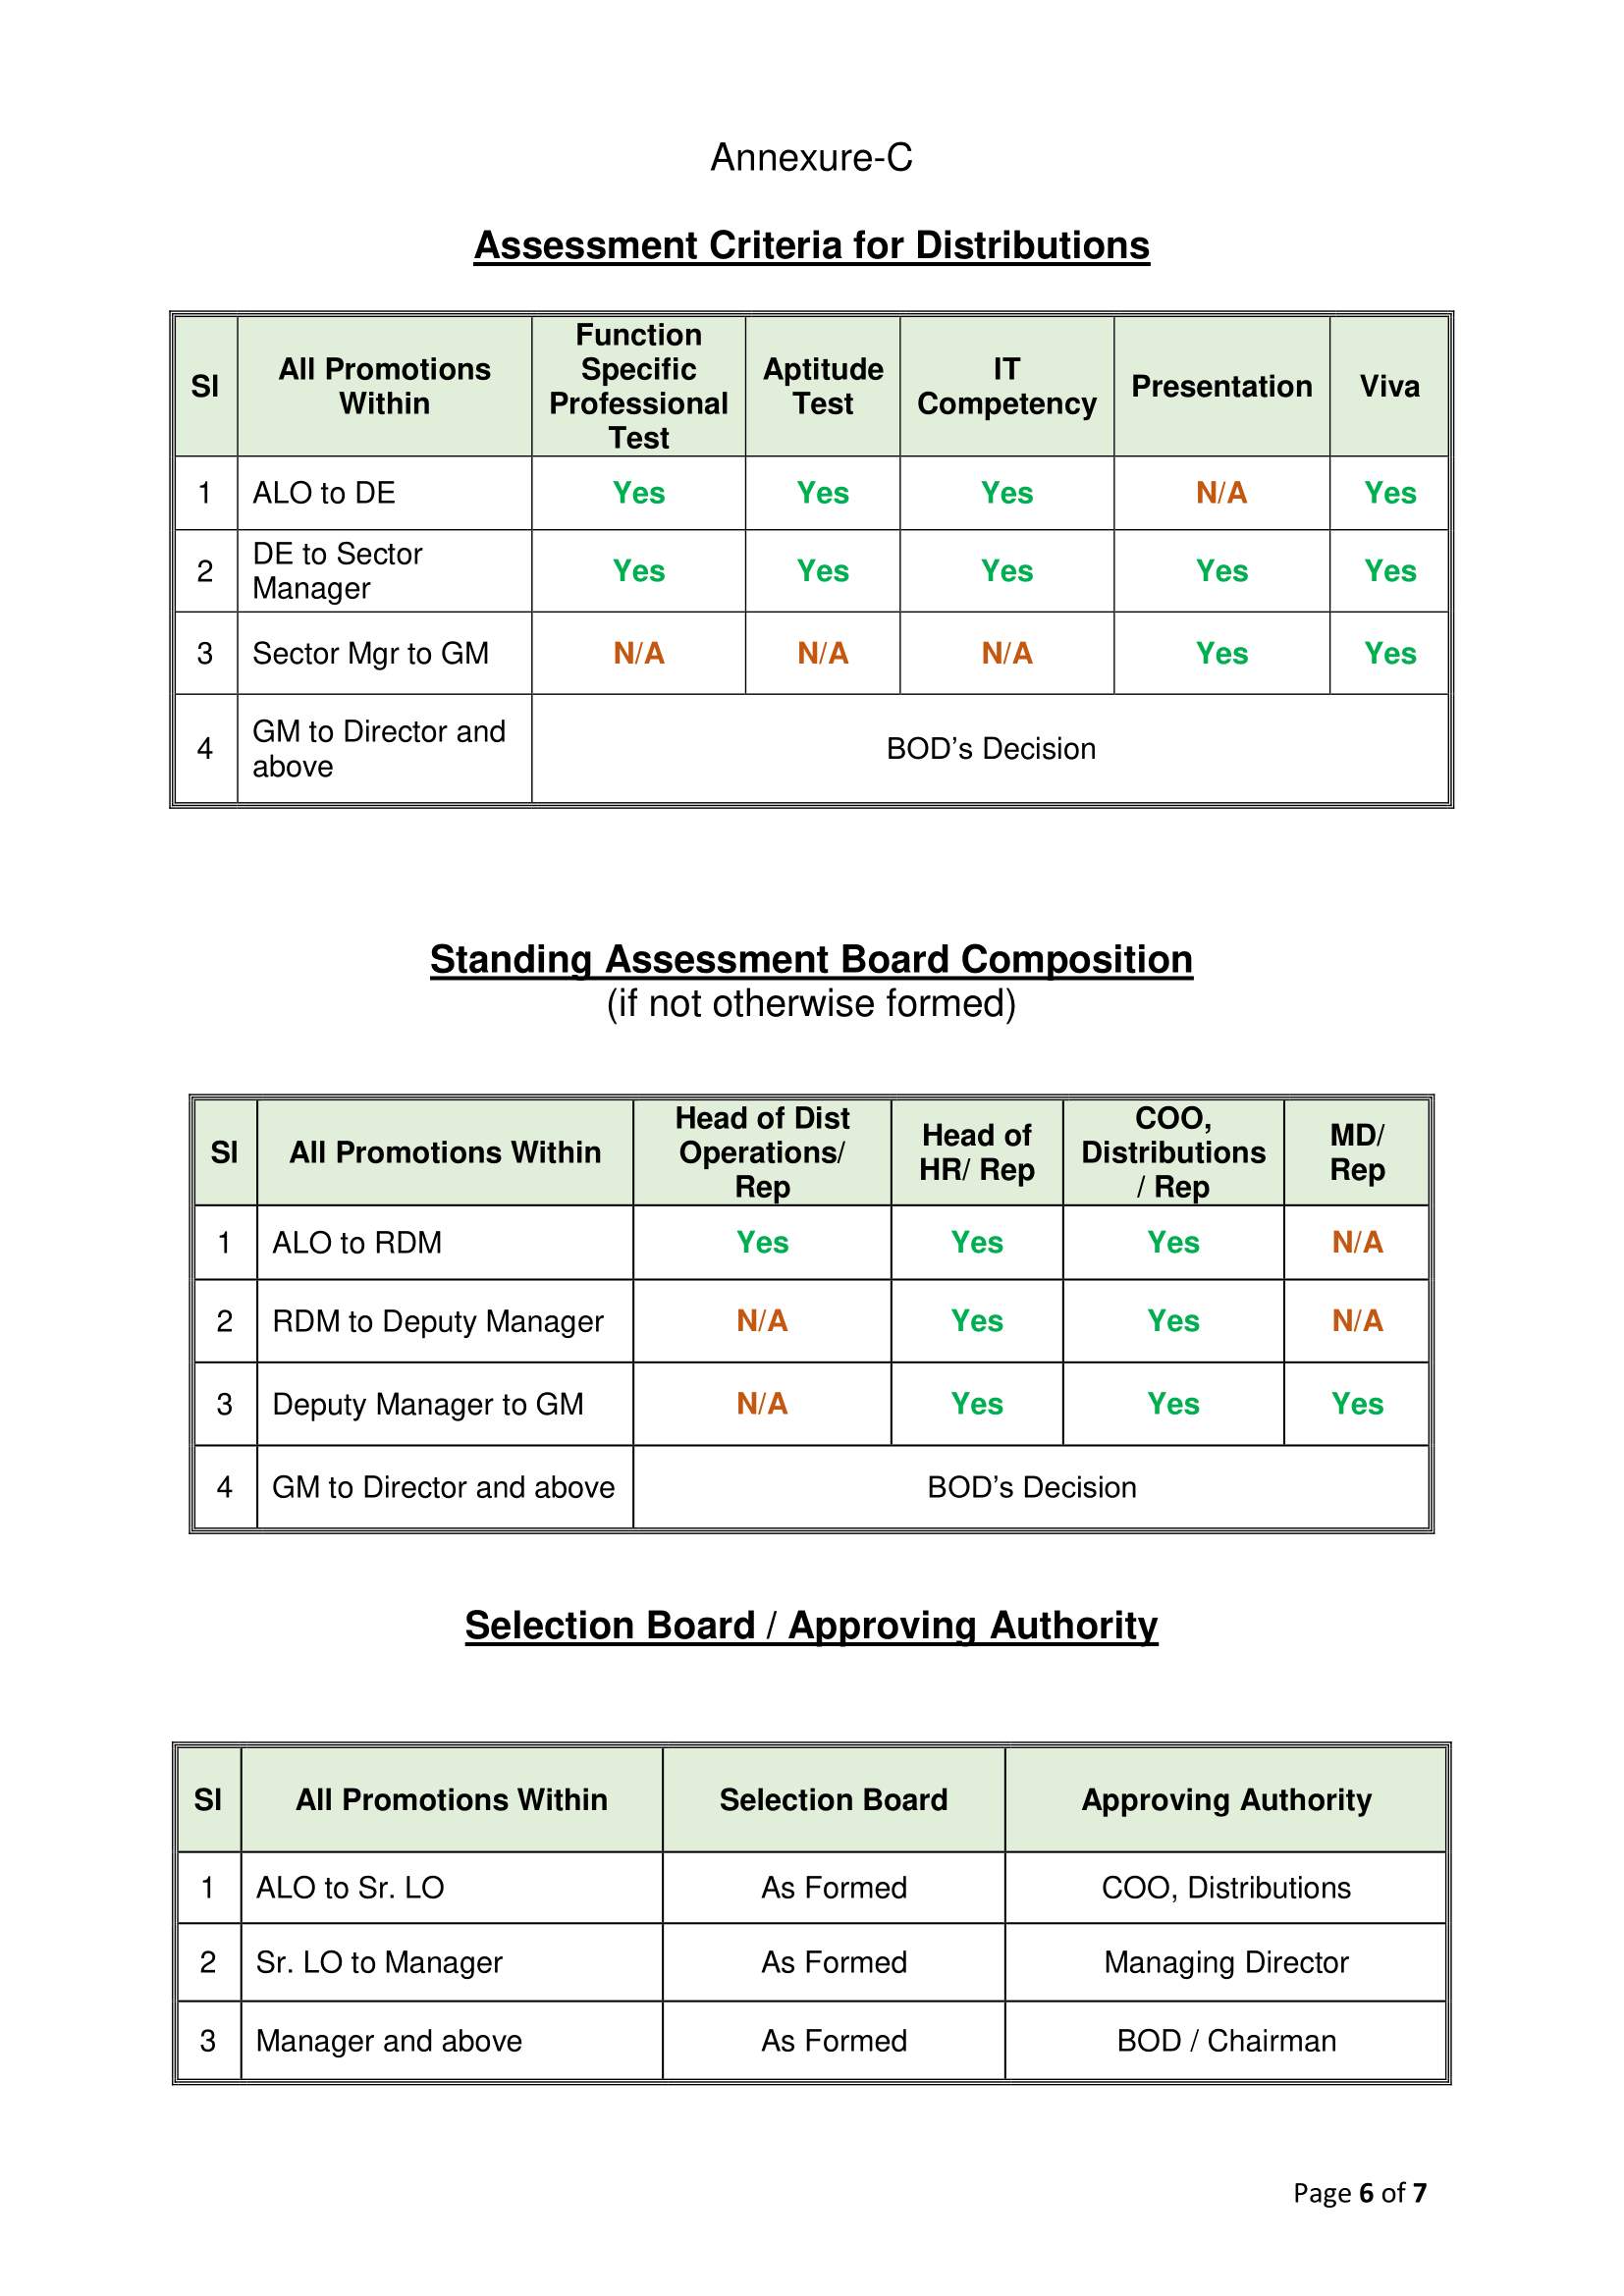 Annexure-C
Assessment Criteria for Distributions
Sl All Promotions Within Function Specific Professional Test Aptitude Test IT Competency Presentation Viva
1 ALO to DE Yes Yes Yes N/A Yes
2 DE to Sector Manager Yes Yes Yes Yes Yes
3 Sector Mgr to GM N/A N/A N/A Yes Yes
4 GM to Director and above BOD’s Decision
Standing Assessment Board Composition
(if not otherwise formed)
Sl All Promotions Within Head of Dist Operations/ Rep Head of HR/ Rep COO, Distributions / Rep MD/ Rep
1 ALO to RDM Yes Yes Yes N/A
2 RDM to Deputy Manager N/A Yes Yes N/A
3 Deputy Manager to GM N/A Yes Yes Yes
4 GM to Director and above BOD’s Decision
Selection Board / Approving Authority
Sl All Promotions Within Selection Board Approving Authority
1 ALO to Sr. LO As Formed COO, Distributions
2 Sr. LO to Manager As Formed Managing Director
3 Manager and above As Formed BOD / Chairman
Page 6 of 7